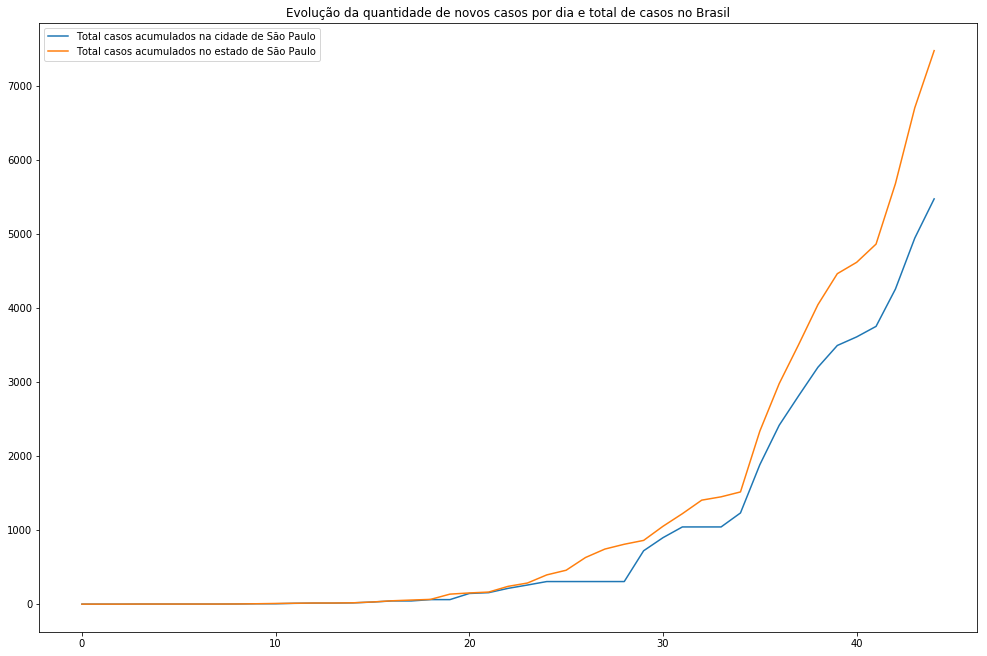 Evolução da quantidade de novos casos por dia e total de casos no Brasil
Total casos acumulados na cidade de São Paulo
Total casos acumulados no estado de São Paulo
7000
6000
5000
4000
3000
2000
1000
0
0 10 20 30 40